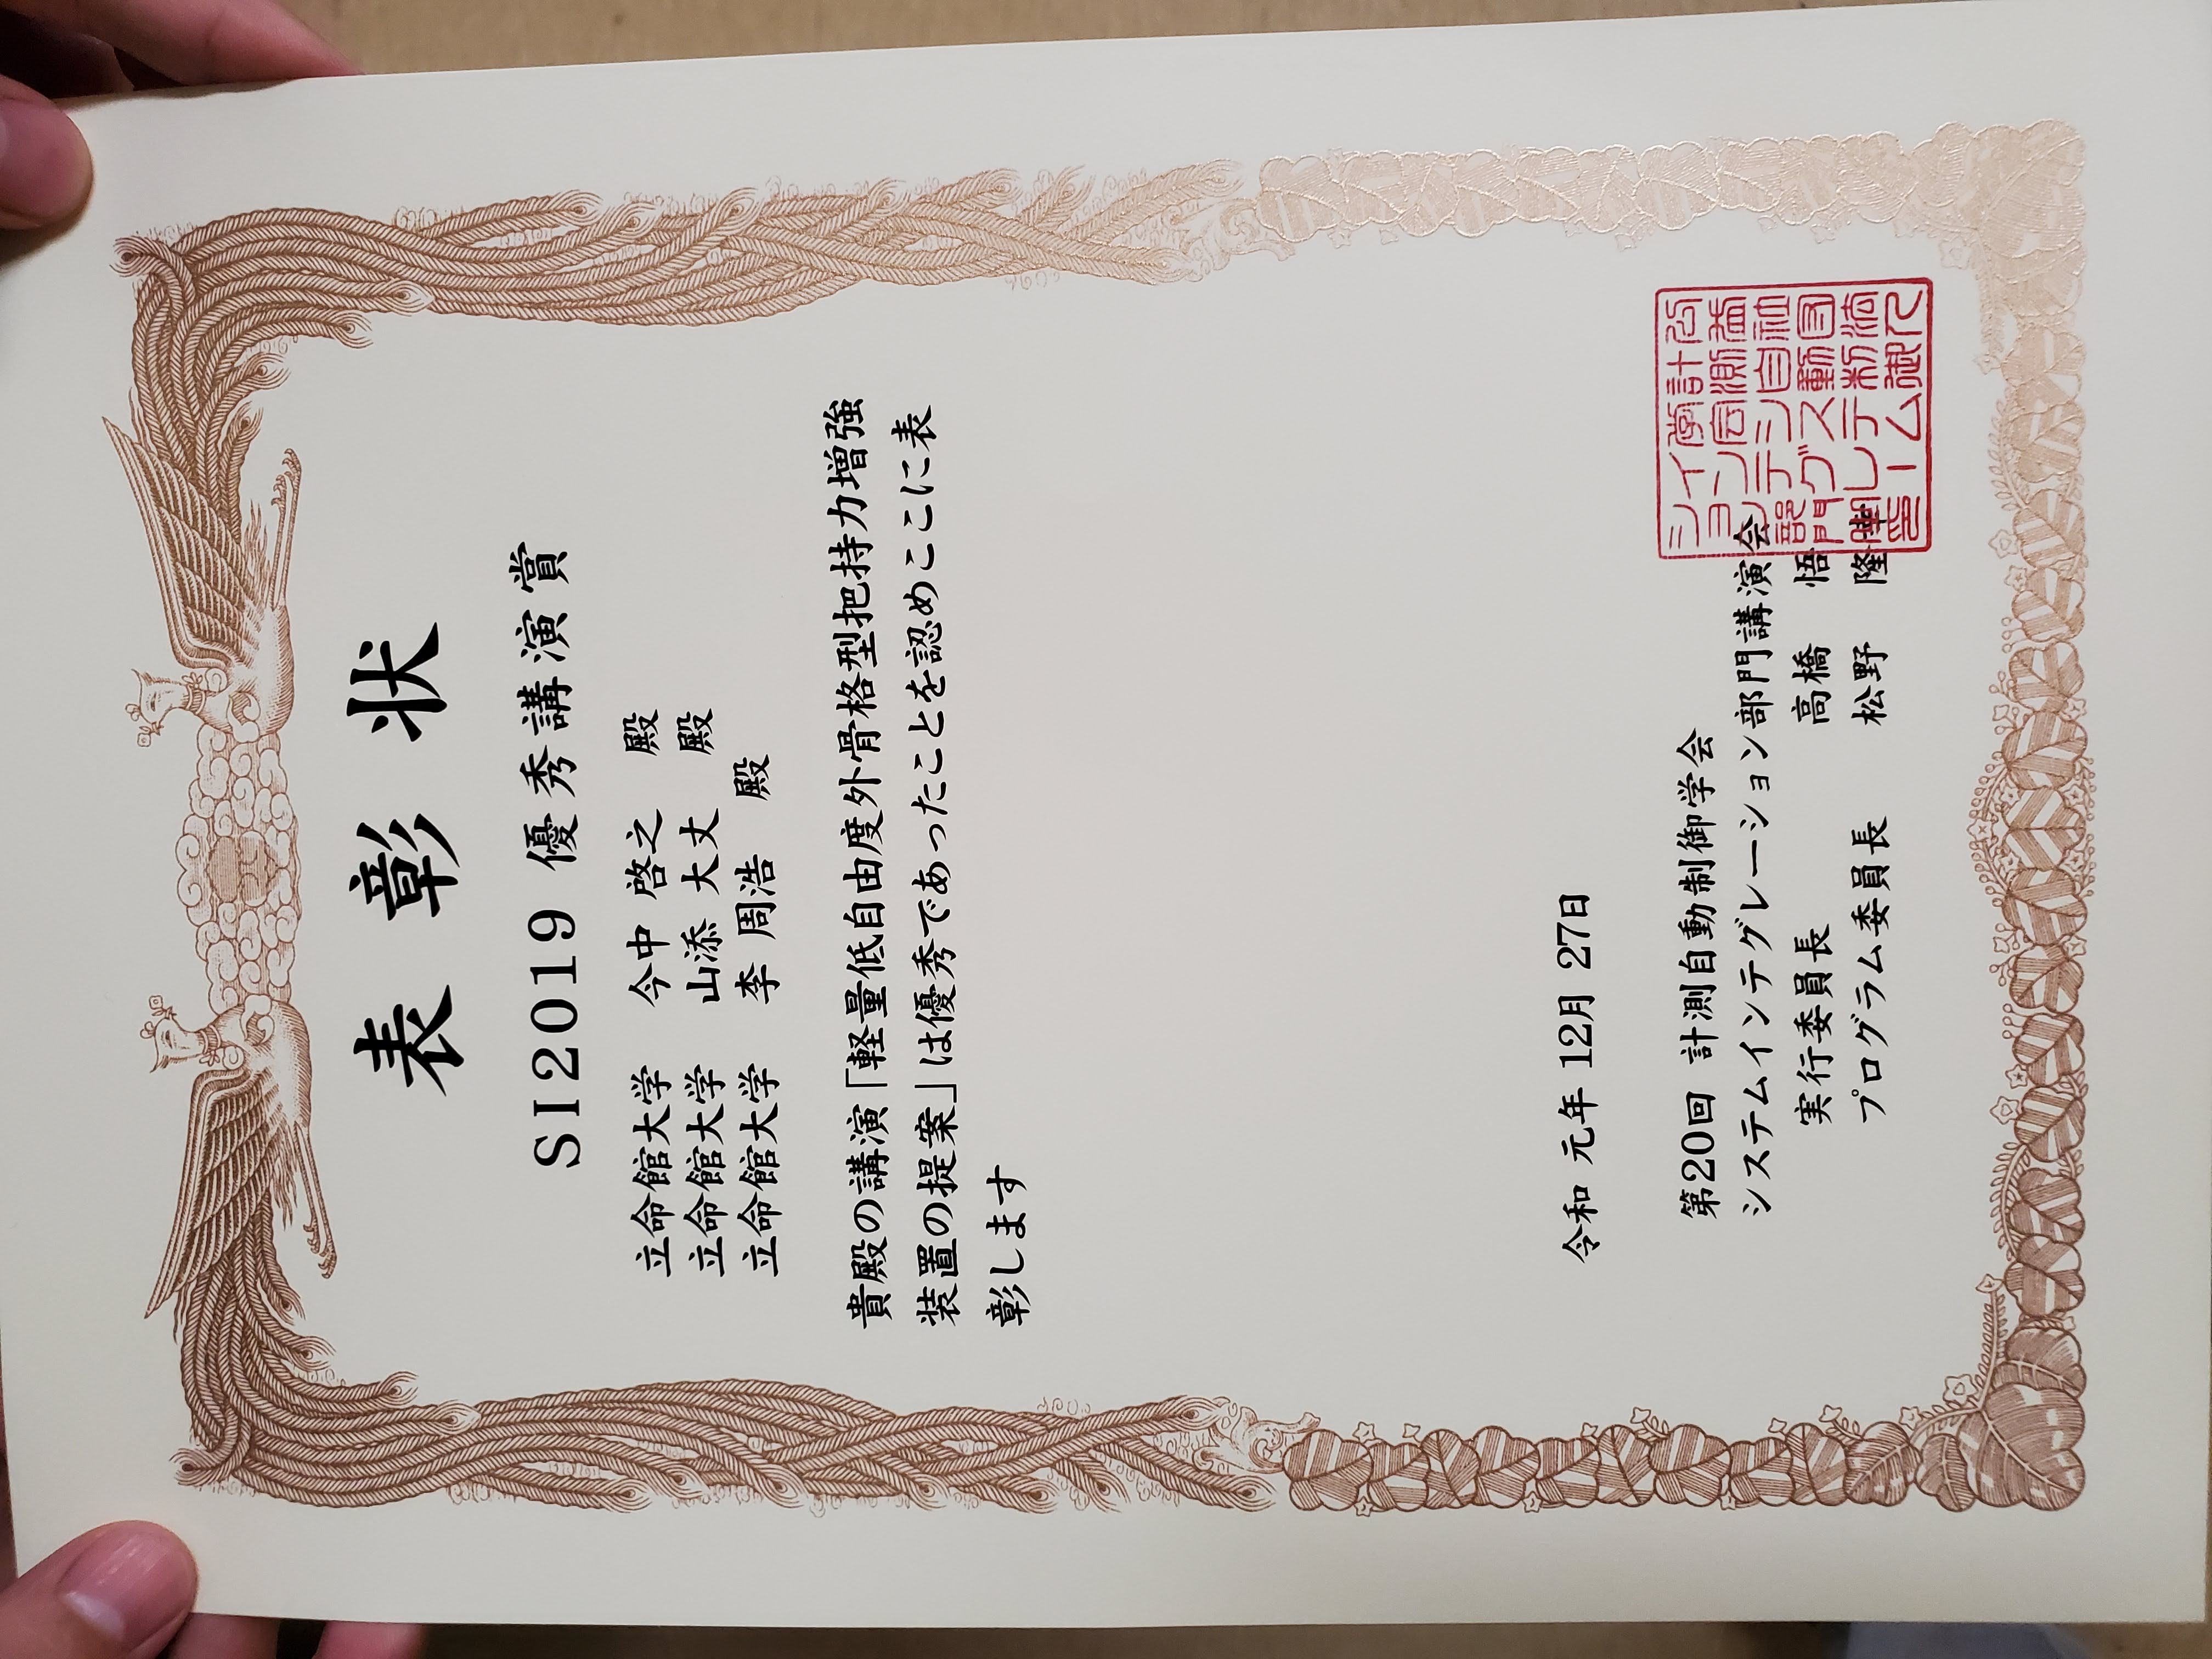 表彰状
SI2019 優秀講演賞
立命館大学 今中 啓之 殿
立命館大学 山添 大丈 殿
立命館大学 李 周浩 殿
貴殿の講演「軽量低自由度外骨格型把持力増強
装置の提案」は優秀であったことを認めここに表
彰します
令和 元年 12月 27日
第20回 計測自動制御学会
システムインテグレーション部門講演会
実行委員長 高橋 悟
プログラム委員長 松野 隆幸
公益社団法人
計測自動制御
学会システム
インテグレー
ション部門